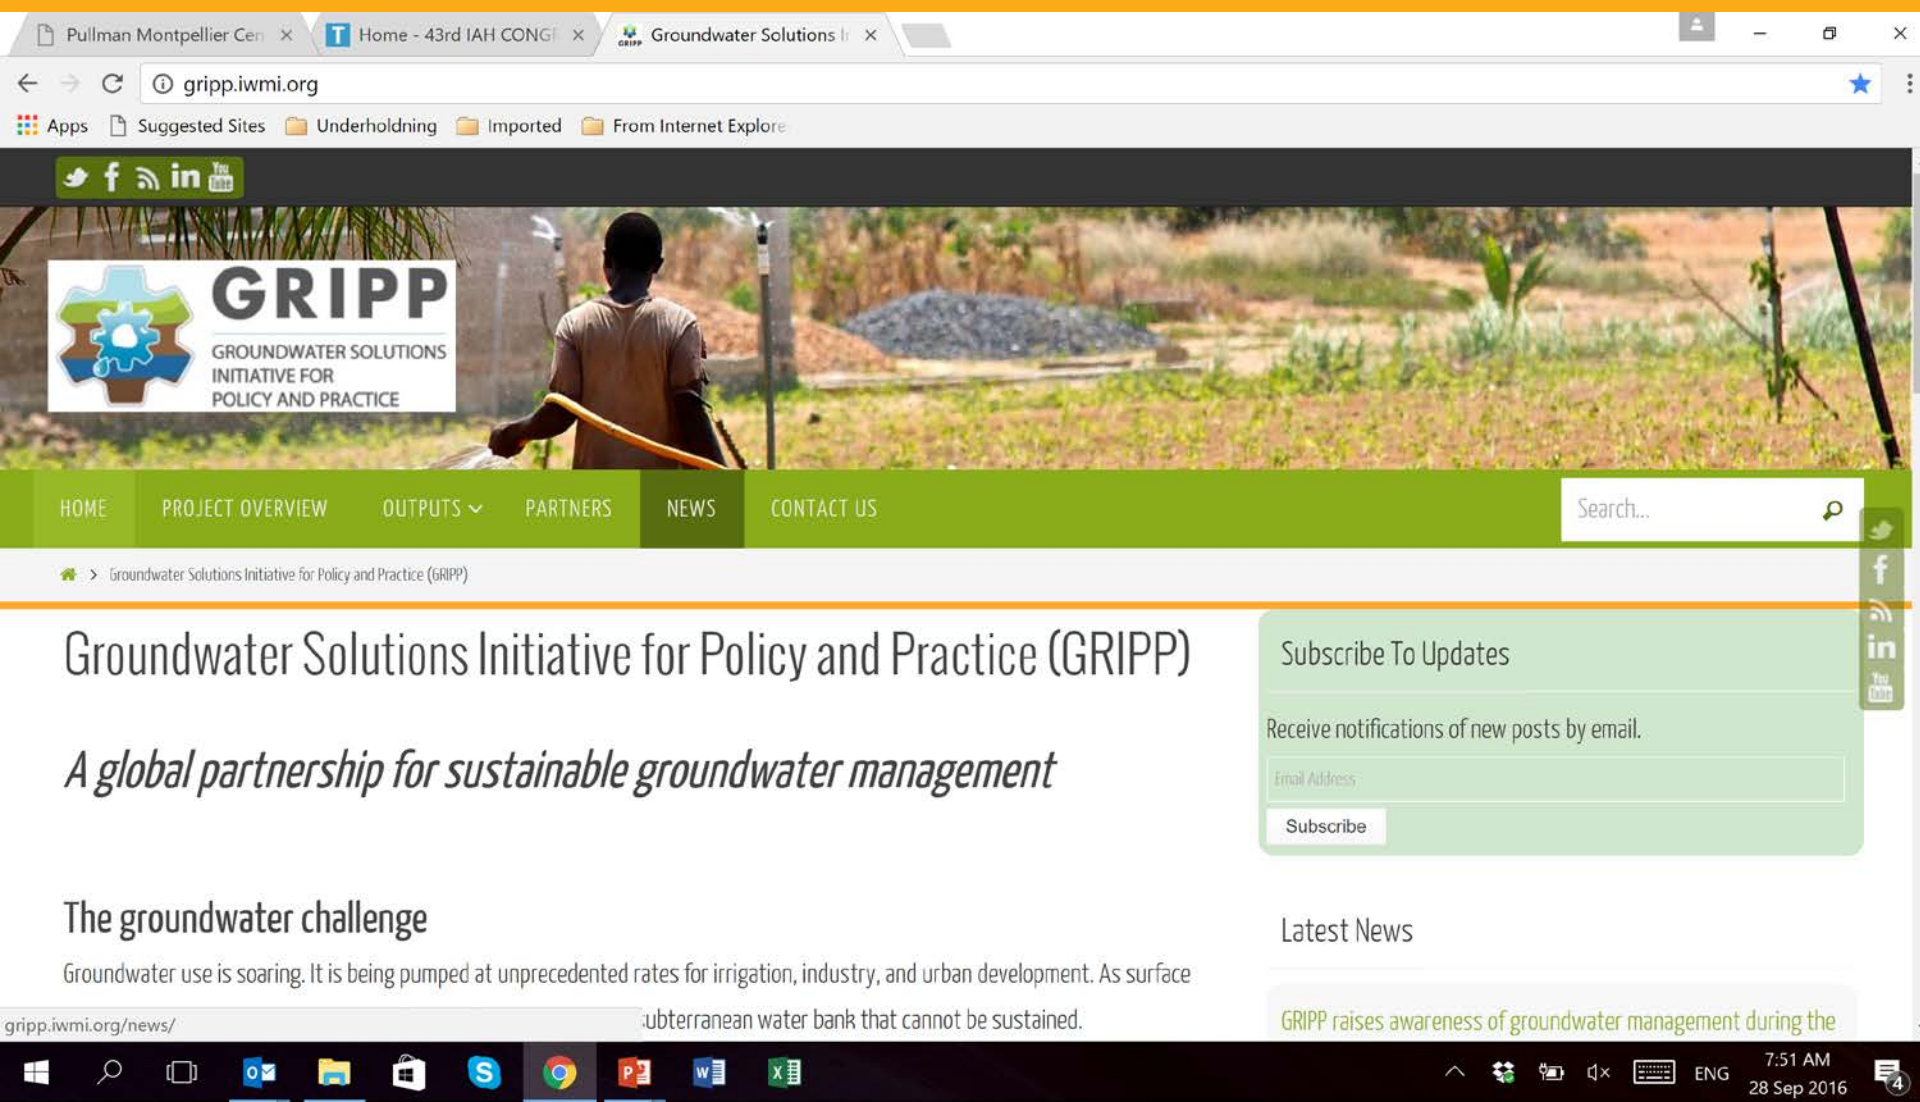 Pullman Montpellier Cen
Home - 43rd IAH CONG
Groundwater Solutions I
gripp.iwmi.org
Apps
Suggested Sites
Underholdning
Imported
From Internet Explore
You
Tube
GRIPP
GROUNDWATER SOLUTIONS
INITIATIVE FOR
POLICY AND PRACTICE
HOME
PROJECT OVERVIEW
OUTPUTS
PARTNERS
NEWS
CONTACT US
Search...
> Groundwater Solutions Initiative for Policy and Practice (GRIPP)
Groundwater Solutions Initiative for Policy and Practice (GRIPP)
A global partnership for sustainable groundwater management
The groundwater challenge
Groundwater use is soaring. It is being pumped at unprecedented rates for irrigation, industry, and urban development. As surface
subterranean water bank that cannot be sustained.
Subscribe To Updates
Receive notifications of new posts by email.
Email Address
Subscribe
You
Tube
Latest News
GRIPP raises awareness of groundwater management during the
gripp.iwmi.org/news/
ENG
7:51 AM
28 Sep 2016
4